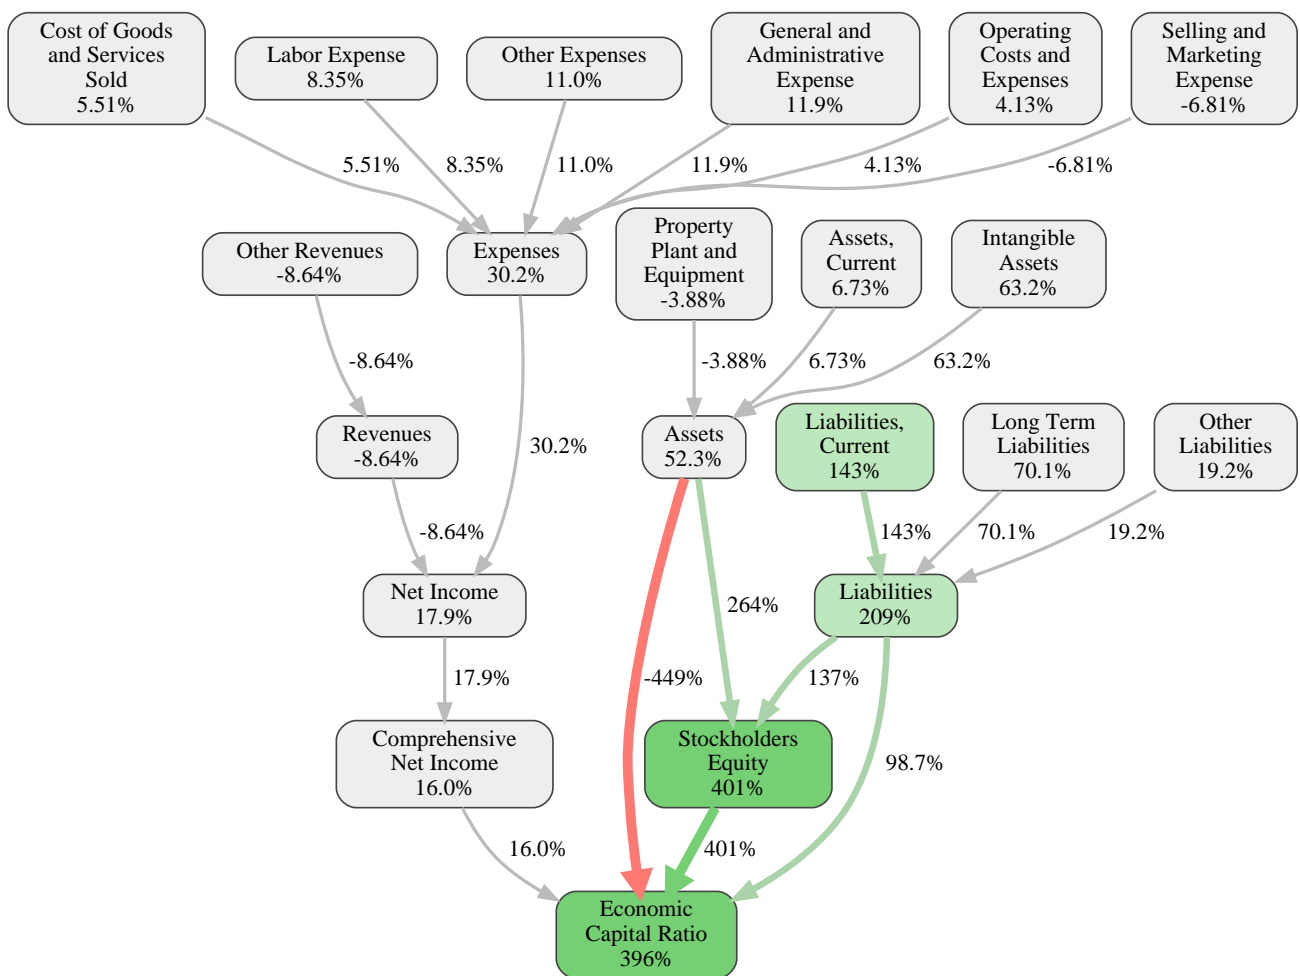 Cost of Goods
and Services
Sold
5.51%
Labor Expense
8.35%
Other Expenses
11.0%
General and
Administrative
Expense
11.9%
Operating
Costs and
Expenses
4.13%
Selling and
Marketing
Expense
-6.81%
5.51%
8.35%
11.0%
11.9%
4.13%
-6.81%
Other Revenues
-8.64%
Expenses
30.2%
Property
Plant and
Equipment
-3.88%
Assets,
Current
6.73%
Intangible
Assets
63.2%
-8.64%
-3.88%
6.73%
63.2%
Revenues
-8.64%
30.2%
Assets
52.3%
Liabilities,
Current
143%
Long Term
Liabilities
70.1%
Other
Liabilities
19.2%
-8.64%
143%
70.1%
19.2%
Net Income
17.9%
264%
Liabilities
209%
17.9%
-449%
137%
Comprehensive
Net Income
16.0%
Stockholders
Equity
401%
98.7%
16.0%
401%
Economic
Capital Ratio
396%